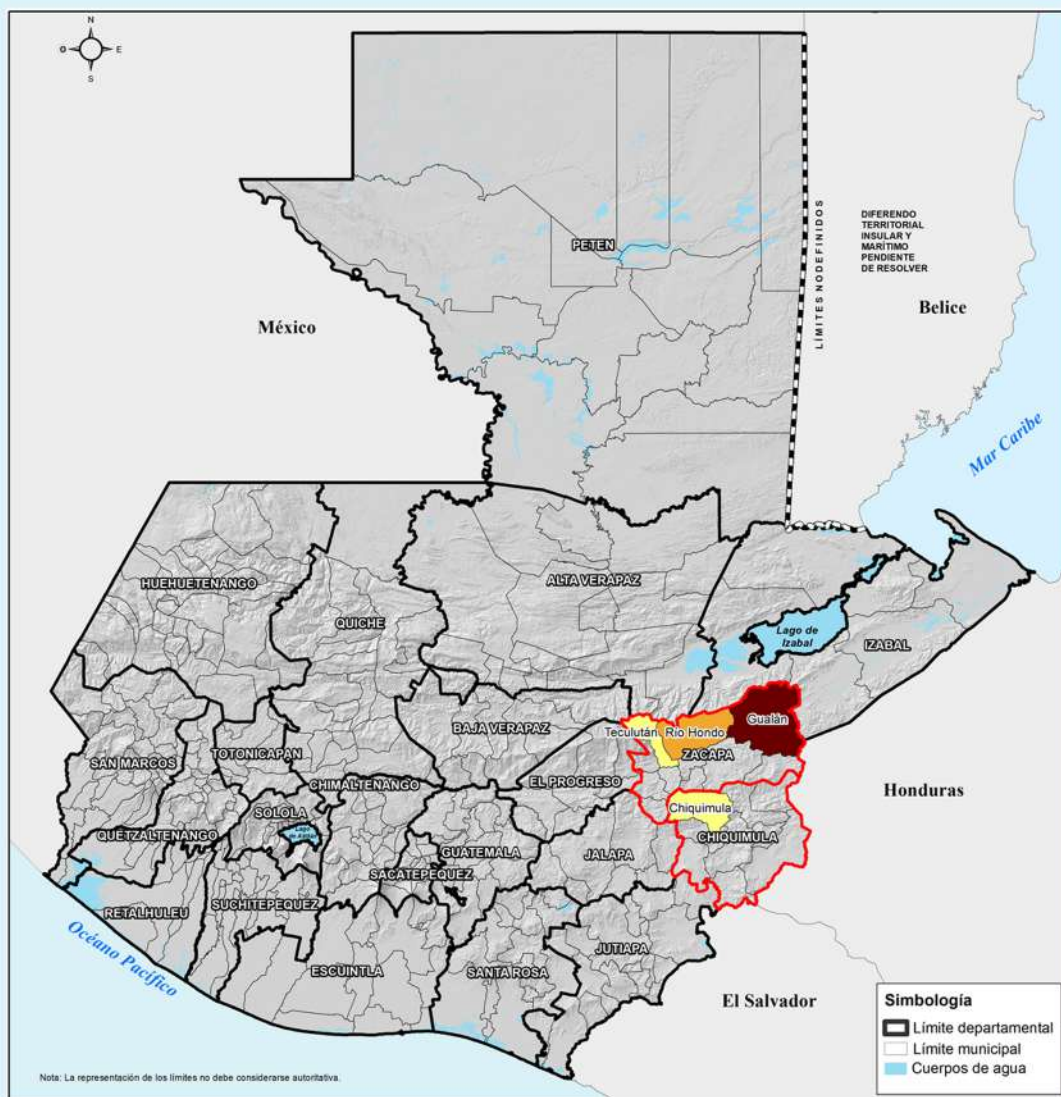 N
O
E
S
LÍMITES NODEFINIDOS
DIFERENDO
TERRITORIAL
INSULAR Y
MARÍTIMO
PENDIENTE
DE RESOLVER
PETEN
México
Belice
Mar Caribe
HUEHUETENANGO
QUICHE
ALTA VERAPAZ
Lago de
Izabal
IZABAL
BAJA VERAPAZ
Teculután
Río Hondo
Gualán
ZACAPA
SAN MARCOS
TOTONICAPAN
CHIMALTENANGO
EL PROGRESO
Honduras
SOLOLA
Lago
de Atitlán
Chiquimula
CHIQUIMULA
QUETZALTENANGO
GUATEMALA
JALAPA
SACATEPEQUEZ
RETALHULEU
SUCHITEPEQUEZ
JUTIAPA
Océano Pacífico
ESCUINTLA
SANTA ROSA
El Salvador
Simbología
Límite departamental
Límite municipal
Cuerpos de agua
Nota: La representación de los límites no debe considerarse autoritativa.